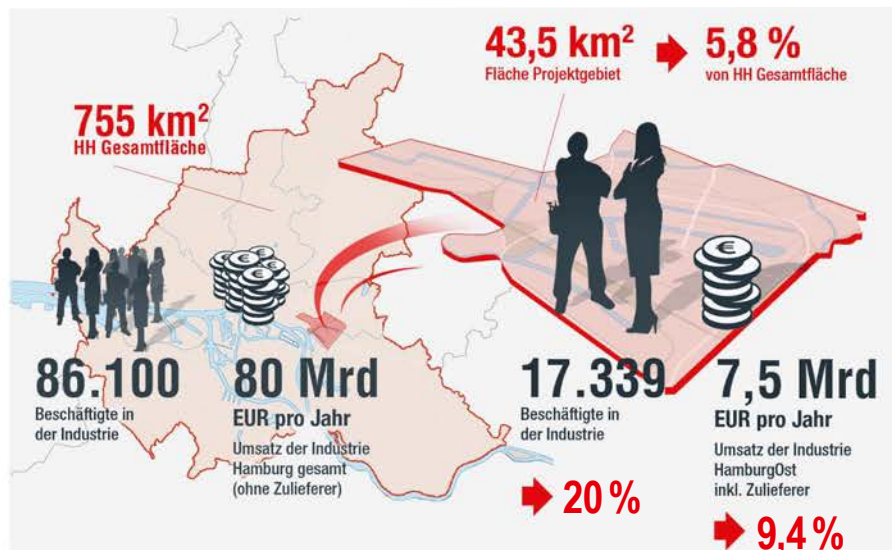 43,5 km²
Fläche Projektgebiet
5,8 %
von HH Gesamtfläche
755 km²
HH Gesamtfläche
86.100
Beschäftigte in
der Industrie
80 Mrd
EUR pro Jahr
Umsatz der Industrie
Hamburg gesamt
(ohne Zulieferer)
17.339
Beschäftigte in
der Industrie
20 %
7,5 Mrd
EUR pro Jahr
Umsatz der Industrie
HamburgOst
inkl. Zulieferer
9,4 %